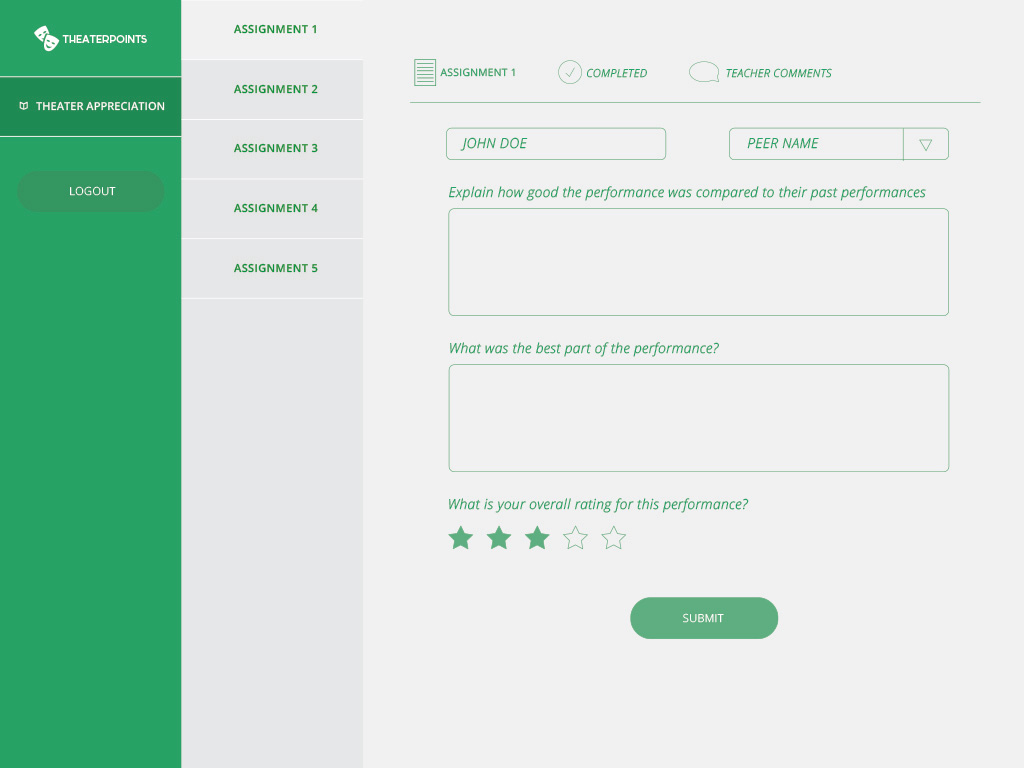 THEATERPOINTS
THEATER APPRECIATION
LOGOUT
ASSIGNMENT 1
ASSIGNMENT 2
ASSIGNMENT 3
ASSIGNMENT 4
ASSIGNMENT 5
ASSIGNMENT 1 COMPLETED TEACHER COMMENTS
JOHN DOE PEER NAME
Explain how good the performance was compared to their past performances
What was the best part of the performance?
What is your overall rating for this performance?
SUBMIT